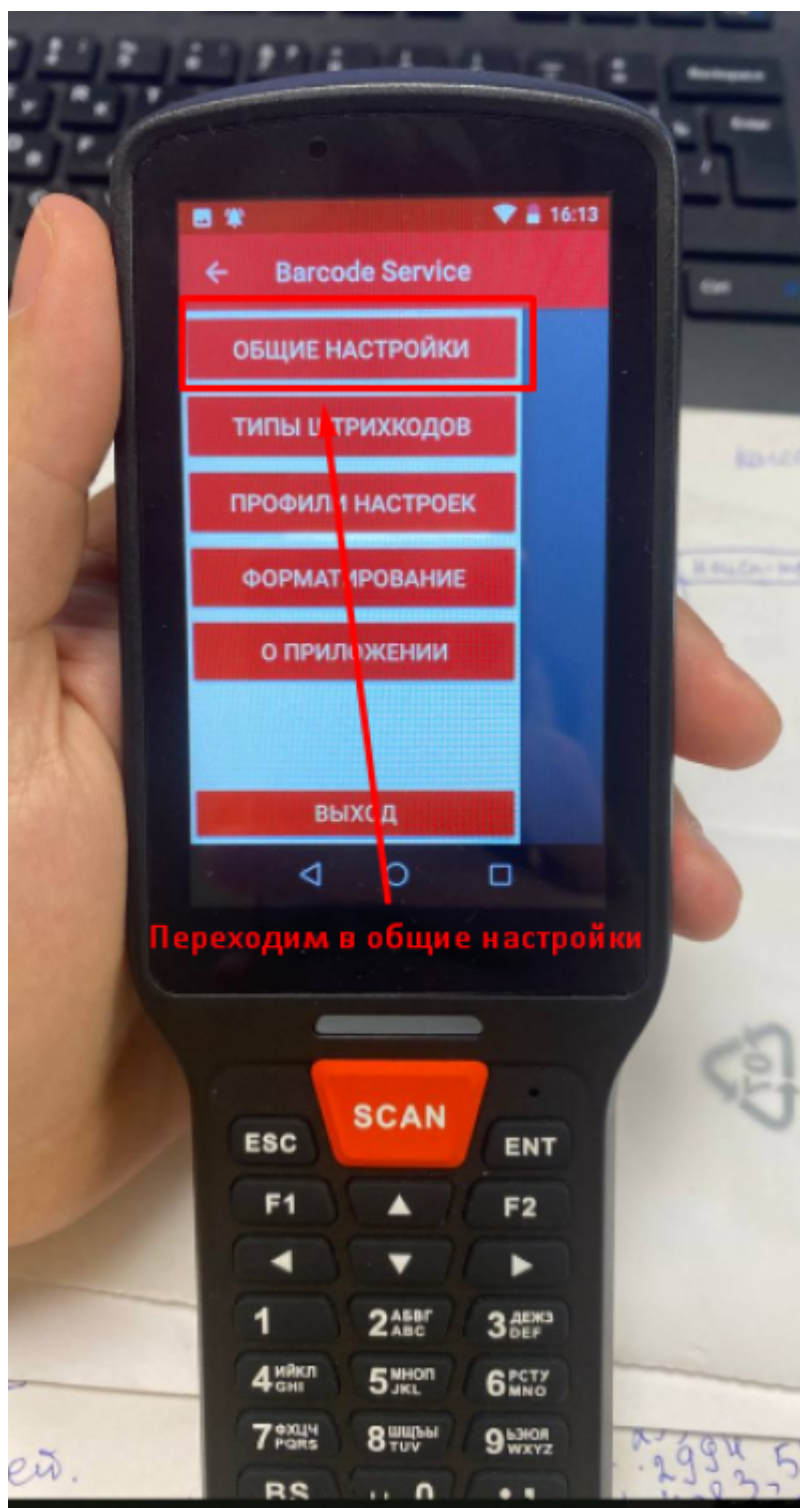 16:13
Barcode Service
ОБЩИЕ НАСТРОЙКИ
ТИПЫ ШТРИХКОДОВ
ПРОФИЛИ НАСТРОЕК
ФОРМАТИРОВАНИЕ
О ПРИЛОЖЕНИИ
ВЫХОД
Переходим в общие настройки
SCAN
ESC ENT
F1 F2
1 2 АБВГ ABC 3 ДЕЖЗ DEF
4 ИЙКЛ GHI 5 МНОП JKL 6 РСТУ MNO
7 ФХЦЧ PQRS 8 ШЩЪЫ TUV 9 ЬЭЮЯ WXYZ
BS 0